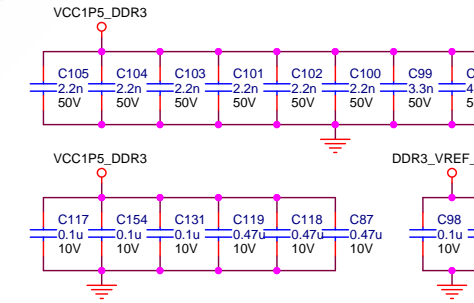 VCC1P5_DDR3
C105 C104 C103 C101 C102 C100 C99 C
2.2n 2.2n 2.2n 2.2n 2.2n 2.2n 3.3n 4
50V 50V 50V 50V 50V 50V 50V 5
VCC1P5_DDR3 DDR3_VREF_
C117 C154 C131 C119 C118 C87 C98
0.1u 0.1u 0.1u 0.47u 0.47u 0.47u 0.1u
10V 10V 10V 10V 10V 10V 10V